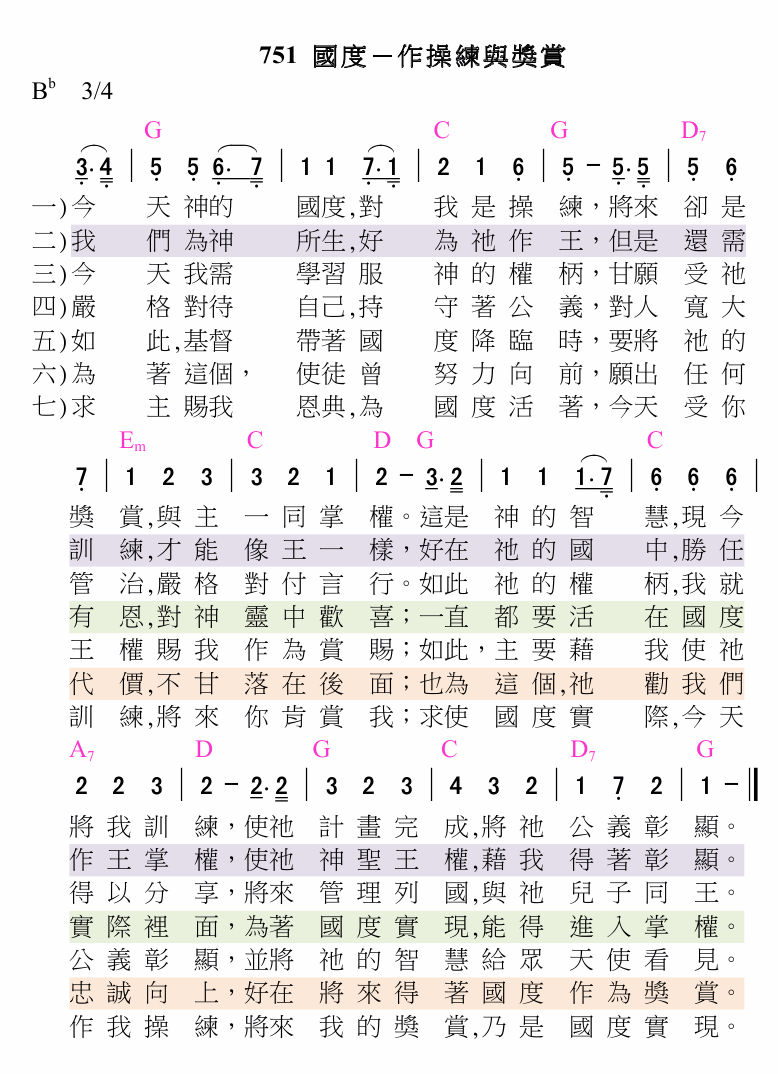 751 國度－作操練與獎賞
Bb 3/4
G C G D7
3· 4 | 5 5 6· 7 | 1 1 7· 1 | 2 1 6 | 5 － 5· 5 | 5 6
一)今 天 神的 國度,對 我 是 操 練，將來 卻 是
二)我 們 為神 所生,好 為 祂 作 王，但是 還 需
三)今 天 我需 學習 服 神 的 權 柄，甘願 受 祂
四)嚴 格 對待 自己,持 守 著 公 義，對人 寬 大
五)如 此,基督 帶著 國 度 降 臨 時，要將 祂 的
六)為 著 這個， 使徒 曾 努 力 向 前，願出 任 何
七)求 主 賜我 恩典,為 國 度 活 著，今天 受 你
Em C D G C
7 | 1 2 3 | 3 2 1 | 2 － 3· 2 | 1 1 1· 7 | 6 6 6 |
獎 賞,與 主 一 同 掌 權。這是 神 的 智 慧,現 今
訓 練,才 能 像 王 一 樣，好在 祂 的 國 中,勝 任
管 治,嚴 格 對 付 言 行。如此 祂 的 權 柄,我 就
有 恩,對 神 靈 中 歡 喜；一直 都 要 活 在 國 度
王 權 賜 我 作 為 賞 賜；如此，主 要 藉 我 使 祂
代 價,不 甘 落 在 後 面；也為 這 個,祂 勸 我 們
訓 練,將 來 你 肯 賞 我；求使 國 度 實 際,今 天
A7 D G C D7 G
2 2 3 | 2 － 2· 2 | 3 2 3 | 4 3 2 | 1 7 2 | 1 － ‖
將 我 訓 練，使祂 計 畫 完 成,將 祂 公 義 彰 顯。
作 王 掌 權，使祂 神 聖 王 權,藉 我 得 著 彰 顯。
得 以 分 享，將來 管 理 列 國,與 祂 兒 子 同 王。
實 際 裡 面，為著 國 度 實 現,能 得 進 入 掌 權。
公 義 彰 顯，並將 祂 的 智 慧 給 眾 天 使 看 見。
忠 誠 向 上，好在 將 來 得 著 國 度 作 為 獎 賞。
作 我 操 練，將來 我 的 獎 賞,乃 是 國 度 實 現。